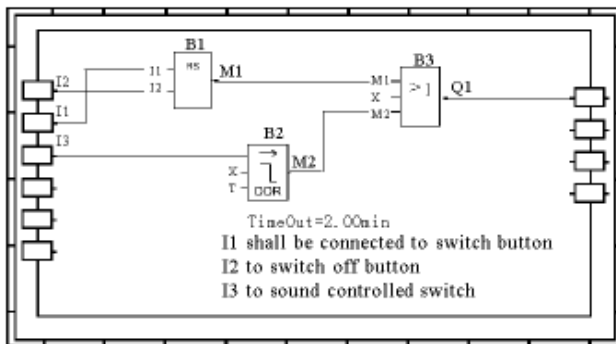 B1
B3
I2
I1
RS
M1
I2
M1
>1
Q1
I1
X
M2
I3
B2
M2
X
T
TimeOut=2.00min
I1 shall be connected to switch button
I2 to switch off button
I3 to sound controlled switch